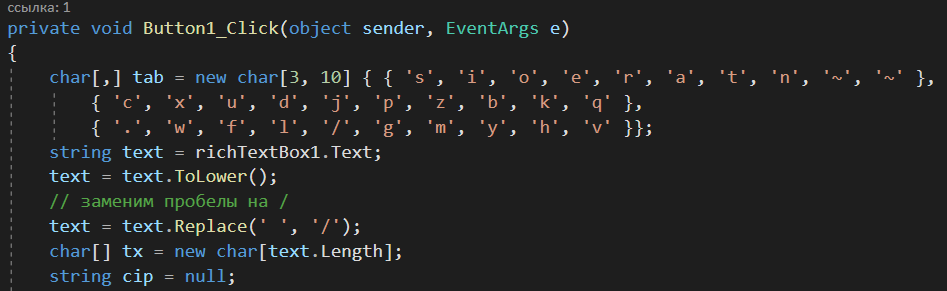 ссылка: 1
private void Button1_Click(object sender, EventArgs e)
{
char[,] tab = new char[3, 10] { { 's', 'i', 'o', 'e', 'r', 'a', 't', 'n', '~', '~' },
{ 'c', 'x', 'u', 'd', 'j', 'p', 'z', 'b', 'k', 'q' },
{ '.', 'w', 'f', 'l', '/', 'g', 'm', 'y', 'h', 'v' }};
string text = richTextBox1.Text;
text = text.ToLower();
// заменим пробелы на /
text = text.Replace(' ', '/');
char[] tx = new char[text.Length];
string cip = null;